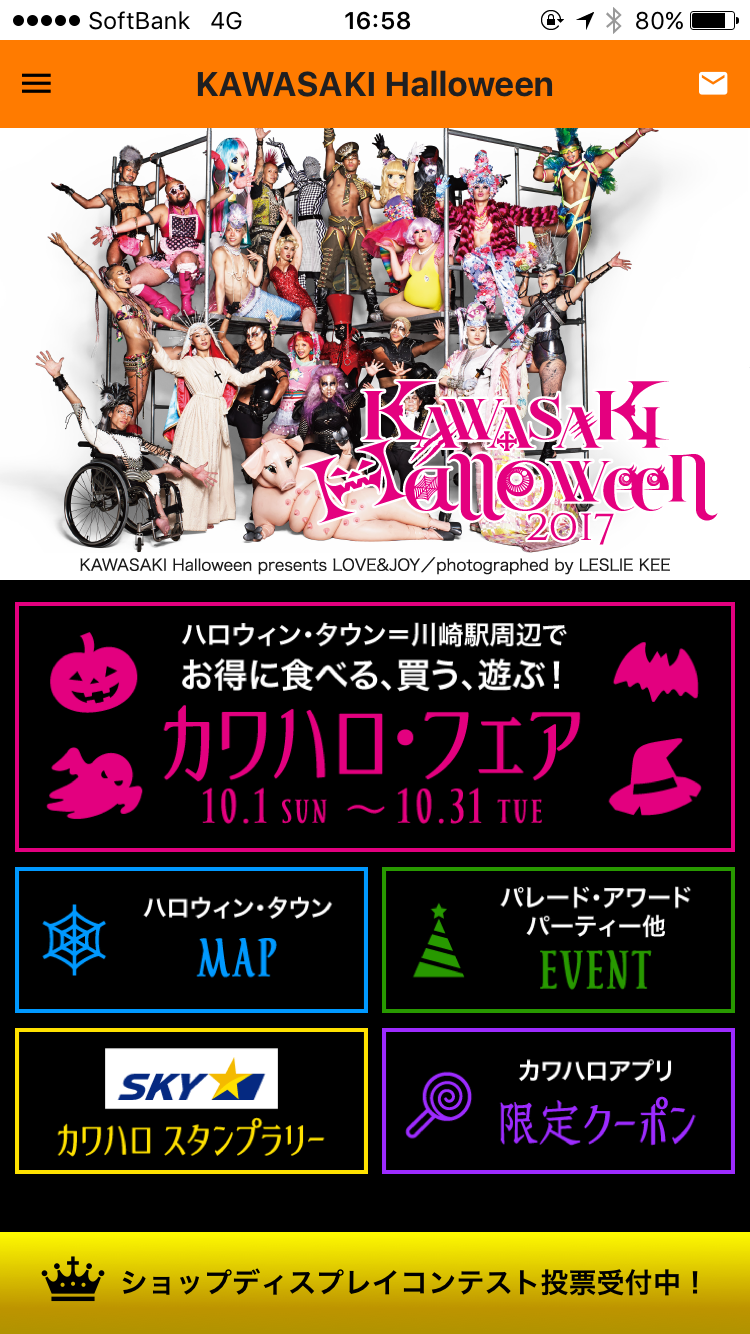 SoftBank 4G 16:58 80%
KAWASAKI Halloween
KAWASAKI
Halloween
2017
KAWASAKI Halloween presents LOVE&JOY／photographed by LESLIE KEE
ハロウィン・タウン＝川崎駅周辺で
お得に食べる、買う、遊ぶ！
カワハロ・フェア
10.1 SUN ～ 10.31 TUE
ハロウィン・タウン
MAP
パレード・アワード
パーティー他
EVENT
SKY
カワハロ スタンプラリー
カワハロアプリ
限定クーポン
ショップディスプレイコンテスト投票受付中！